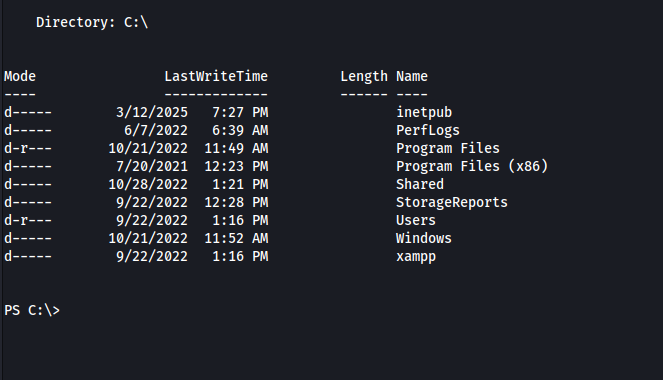 Directory: C:\
Mode LastWriteTime Length Name
---- ------------- ------ ----
d----- 3/12/2025 7:27 PM inetpub
d----- 6/7/2022 6:39 AM PerfLogs
d-r--- 10/21/2022 11:49 AM Program Files
d----- 7/20/2021 12:23 PM Program Files (x86)
d----- 10/28/2022 1:21 PM Shared
d----- 9/22/2022 12:28 PM StorageReports
d-r--- 9/22/2022 1:16 PM Users
d----- 10/21/2022 11:52 AM Windows
d----- 9/22/2022 1:16 PM xampp
PS C:\>